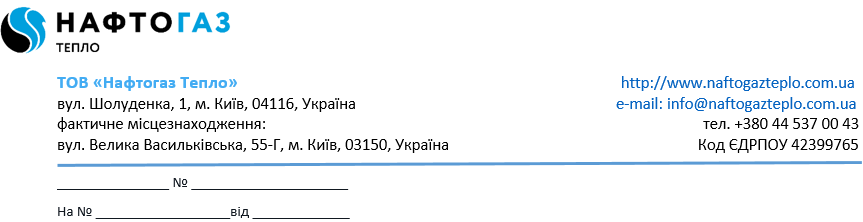 НАФТОГАЗ
ТЕПЛО
ТОВ «Нафтогаз Тепло» http://www.naftogazteplo.com.ua
вул. Шолуденка, 1, м. Київ, 04116, Україна e-mail: info@naftogazteplo.com.ua
фактичне місцезнаходження: тел. +380 44 537 00 43
вул. Велика Васильківська, 55-Г, м. Київ, 03150, Україна Код ЄДРПОУ 42399765
________________ № ______________________
На № ___________________від ______________